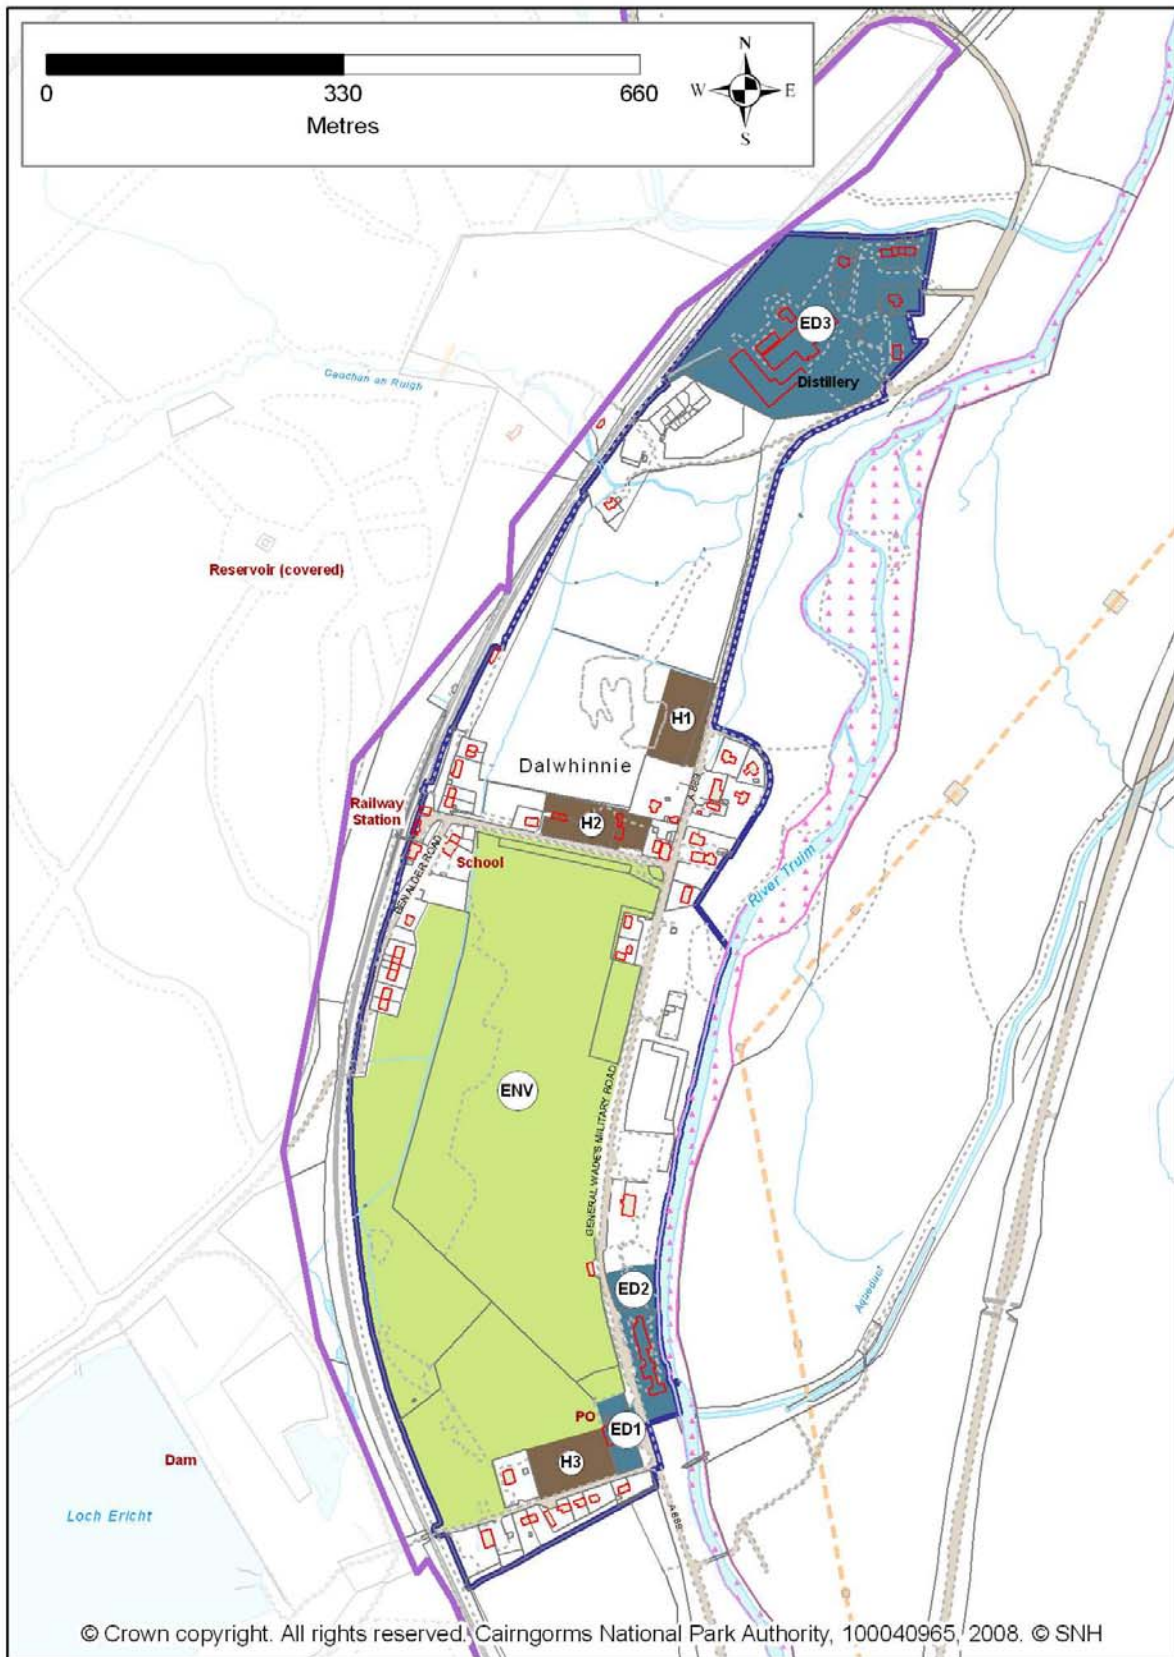 N
W E
S
0 330 660
Metres
Caochan an Ruigh
ED3
Distillery
Reservoir (covered)
H1
Dalwhinnie
A 889
Railway
Station
H2
School
BEN ALDER ROAD
River Truim
ENV
GENERAL WADE'S MILITARY ROAD
Aqueduct
ED2
PO
ED1
H3
Dam
Loch Ericht
A 889
© Crown copyright. All rights reserved. Cairngorms National Park Authority, 100040965, 2008. © SNH